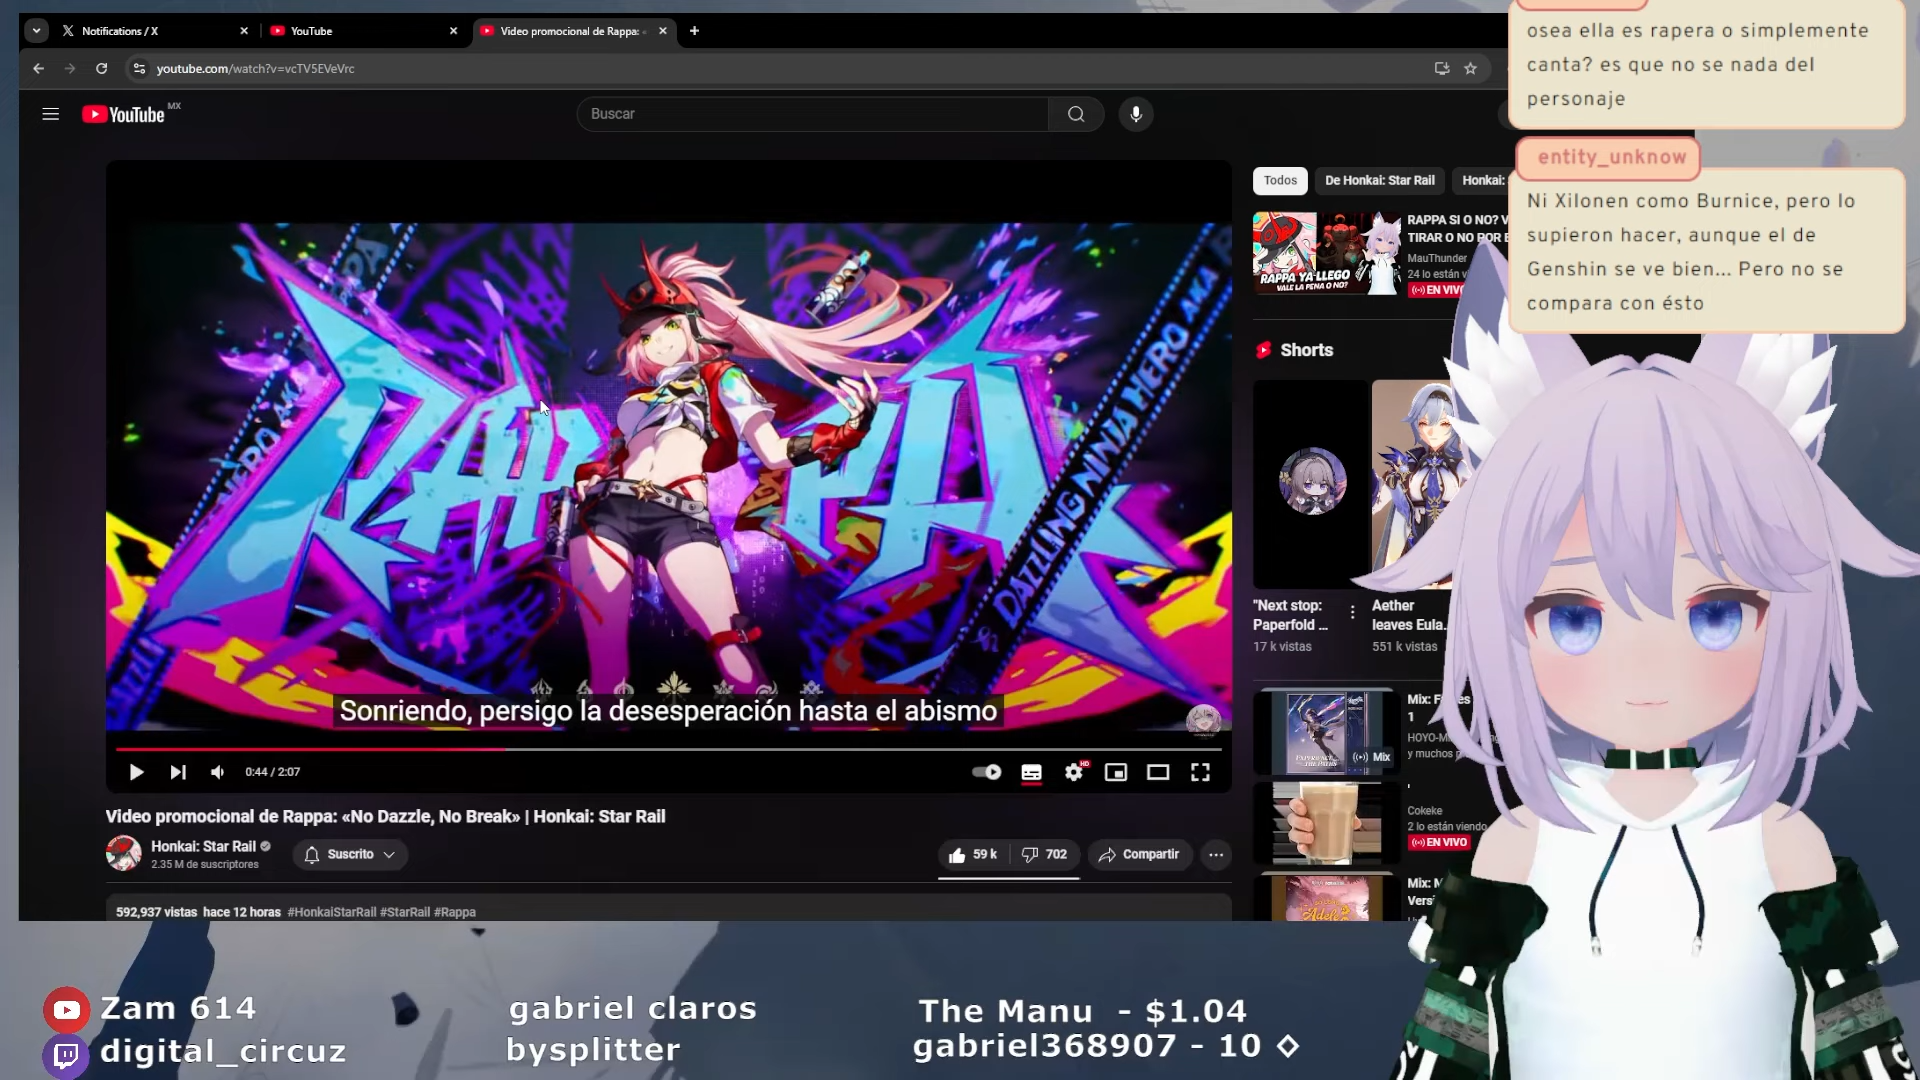 Notifications / X
YouTube
Video promocional de Rappa:
youtube.com/watch?v=vcTV5EVeVrc
YouTube MX
Buscar
Todos
De Honkai: Star Rail
Honkai:
RAPPA SI O NO? V
TIRAR O NO POR E
MauThunder
24 lo están v
EN VIVO
RAPPA YA LLEGO
VALE LA PENA O NO?
Shorts
"Next stop:
Paperfold ...
17 k vistas
Aether
leaves Eula...
551 k vistas
Mix: F
1
HOYO-M
y muchos
Mix
Cokeke
2 lo están viendo
EN VIVO
Mix: M
Versi
RAPPA
DAZZLING NINJA HERO AKA
HERO AKA
Sonriendo, persigo la desesperación hasta el abismo
0:44 / 2:07
HD
Video promocional de Rappa: «No Dazzle, No Break» | Honkai: Star Rail
Honkai: Star Rail
2.35 M de suscriptores
Suscrito
59 k
702
Compartir
592,937 vistas hace 12 horas #HonkaiStarRail #StarRail #Rappa
osea ella es rapera o simplemente
canta? es que no se nada del
personaje
entity_unknow
Ni Xilonen como Burnice, pero lo
supieron hacer, aunque el de
Genshin se ve bien... Pero no se
compara con ésto
Zam 614
gabriel claros
The Manu - $1.04
digital_circuz
bysplitter
gabriel368907 - 10 ◇